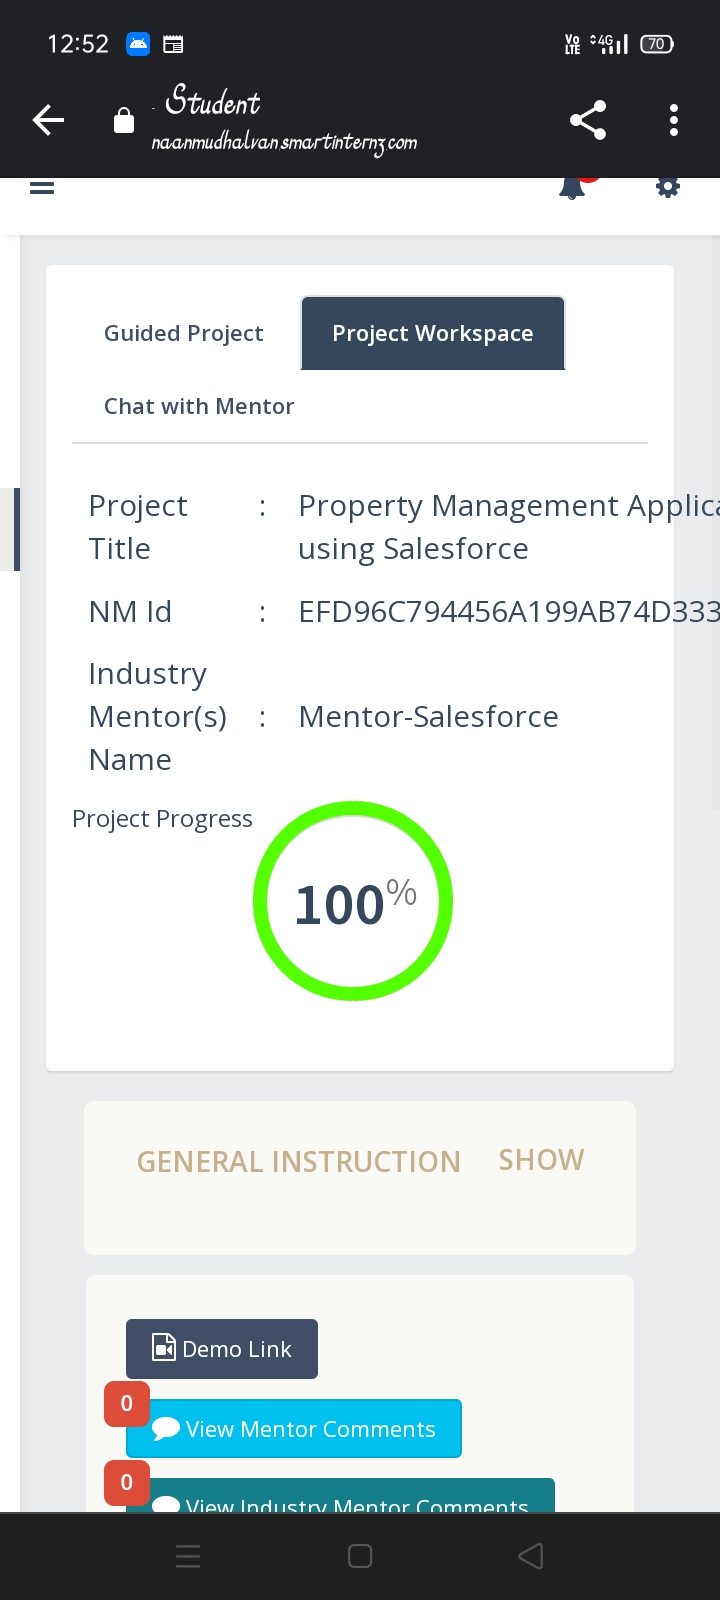 12:52
Vo LTE 4G 70
- Student
naanmudhalvan.smartinternz.com
Guided Project
Project Workspace
Chat with Mentor
Project Title : Property Management Applica
using Salesforce
NM Id : EFD96C794456A199AB74D333
Industry Mentor(s) Name : Mentor-Salesforce
Project Progress
100%
GENERAL INSTRUCTION SHOW
Demo Link
0
View Mentor Comments
0
View Industry Mentor Comments